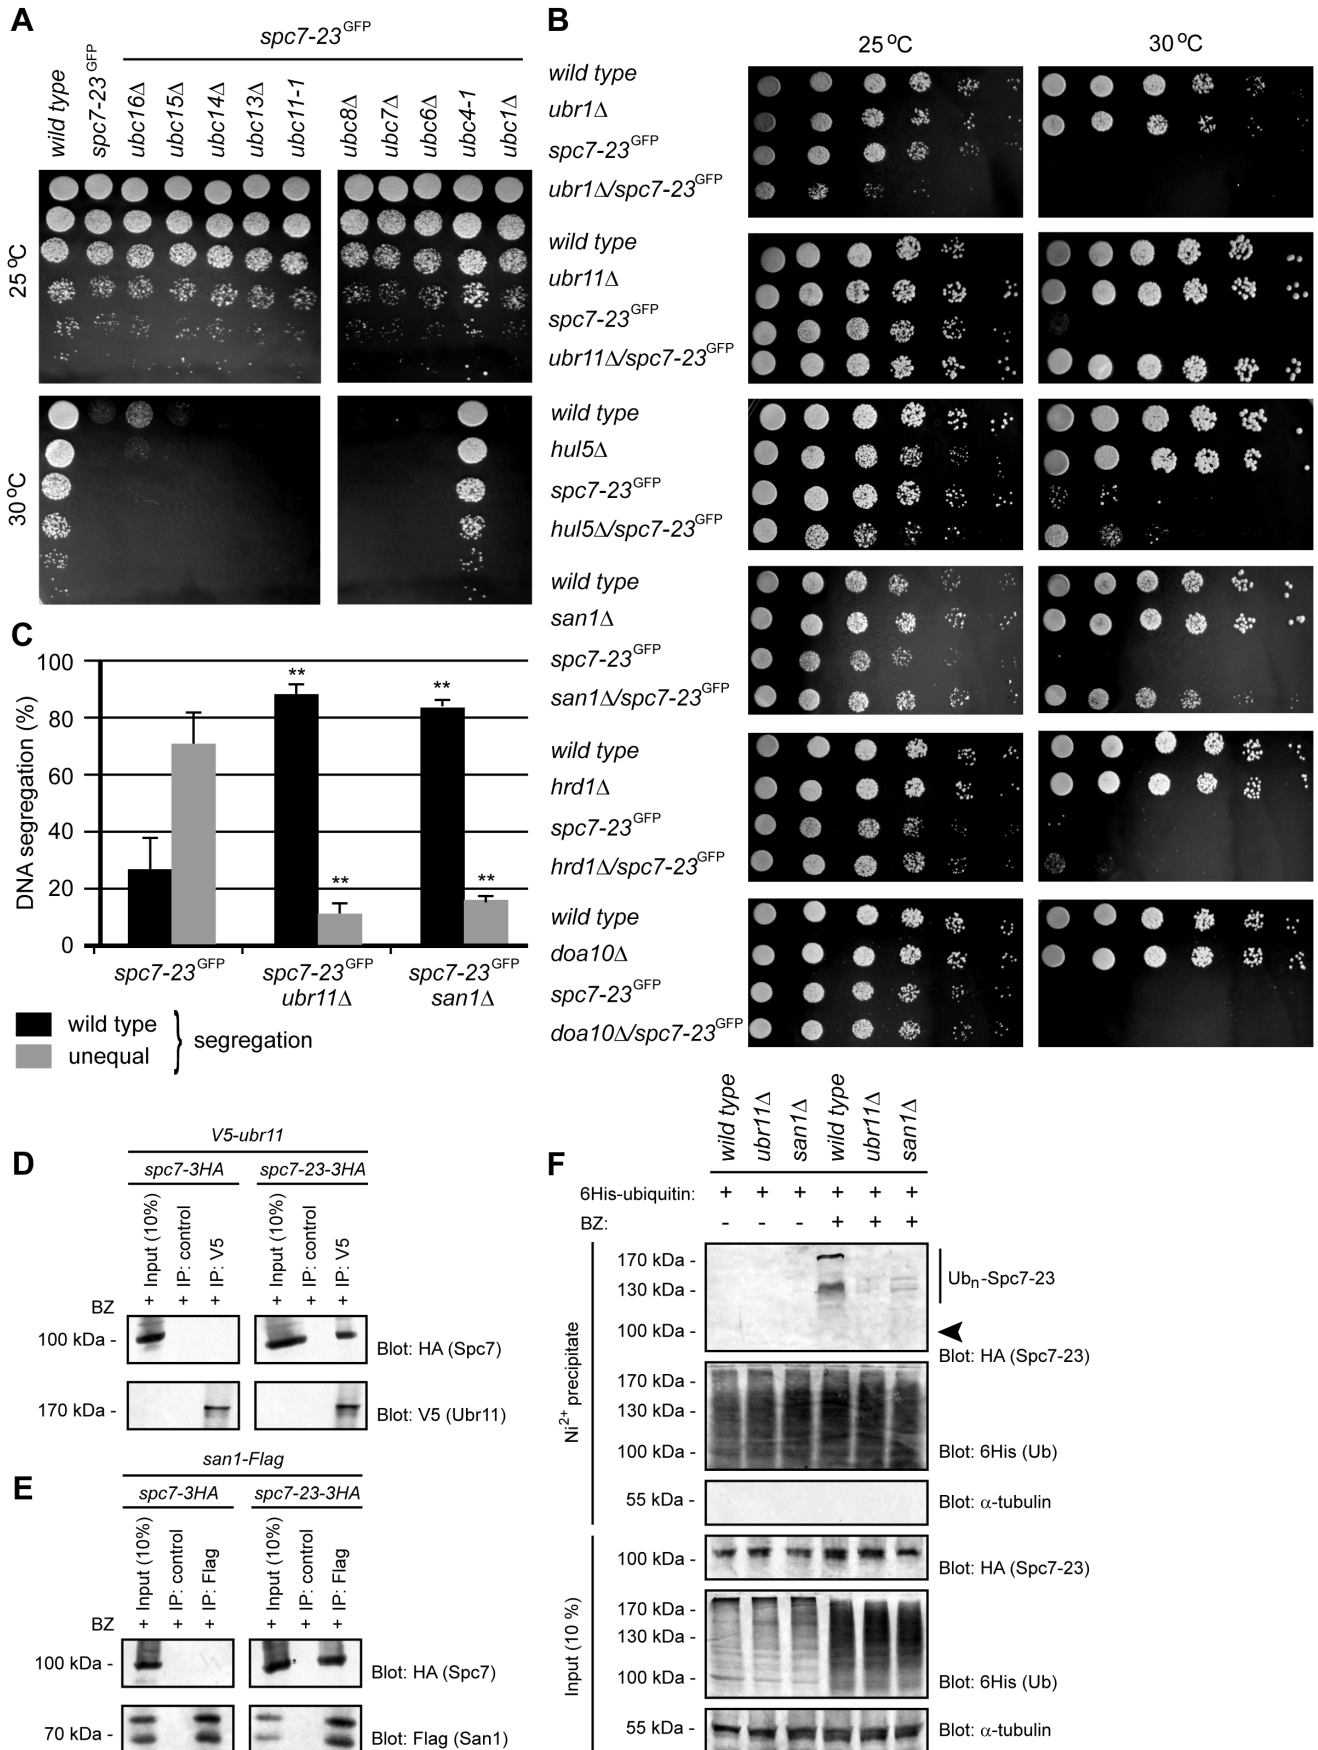 A
spc7-23GFP
wild type
spc7-23GFP
ubc16Δ
ubc15Δ
ubc14Δ
ubc13Δ
ubc11-1
ubc8Δ
ubc7Δ
ubc6Δ
ubc4-1
ubc1Δ
25 ºC
30 ºC
B
25 ºC
30 ºC
wild type
ubr1Δ
spc7-23GFP
ubr1Δ/spc7-23GFP
wild type
ubr11Δ
spc7-23GFP
ubr11Δ/spc7-23GFP
wild type
hul5Δ
spc7-23GFP
hul5Δ/spc7-23GFP
wild type
san1Δ
spc7-23GFP
san1Δ/spc7-23GFP
wild type
hrd1Δ
spc7-23GFP
hrd1Δ/spc7-23GFP
wild type
doa10Δ
spc7-23GFP
doa10Δ/spc7-23GFP
C
DNA segregation (%)
100
80
60
40
20
0
**
**
**
**
spc7-23GFP
spc7-23GFP
ubr11Δ
spc7-23GFP
san1Δ
wild type
unequal
} segregation
D
V5-ubr11
spc7-3HA
spc7-23-3HA
Input (10%)
IP: control
IP: V5
Input (10%)
IP: control
IP: V5
BZ
+ + + + + +
100 kDa -
Blot: HA (Spc7)
170 kDa -
Blot: V5 (Ubr11)
E
san1-Flag
spc7-3HA
spc7-23-3HA
Input (10%)
IP: control
IP: Flag
Input (10%)
IP: control
IP: Flag
BZ
+ + + + + +
100 kDa -
Blot: HA (Spc7)
70 kDa -
Blot: Flag (San1)
F
wild type
ubr11Δ
san1Δ
wild type
ubr11Δ
san1Δ
6His-ubiquitin: + + + + + +
BZ: - - - + + +
Ni2+ precipitate
170 kDa -
130 kDa -
100 kDa -
Ubn-Spc7-23
Blot: HA (Spc7-23)
170 kDa -
130 kDa -
100 kDa -
Blot: 6His (Ub)
55 kDa -
Blot: α-tubulin
Input (10 %)
100 kDa -
Blot: HA (Spc7-23)
170 kDa -
130 kDa -
100 kDa -
Blot: 6His (Ub)
55 kDa -
Blot: α-tubulin